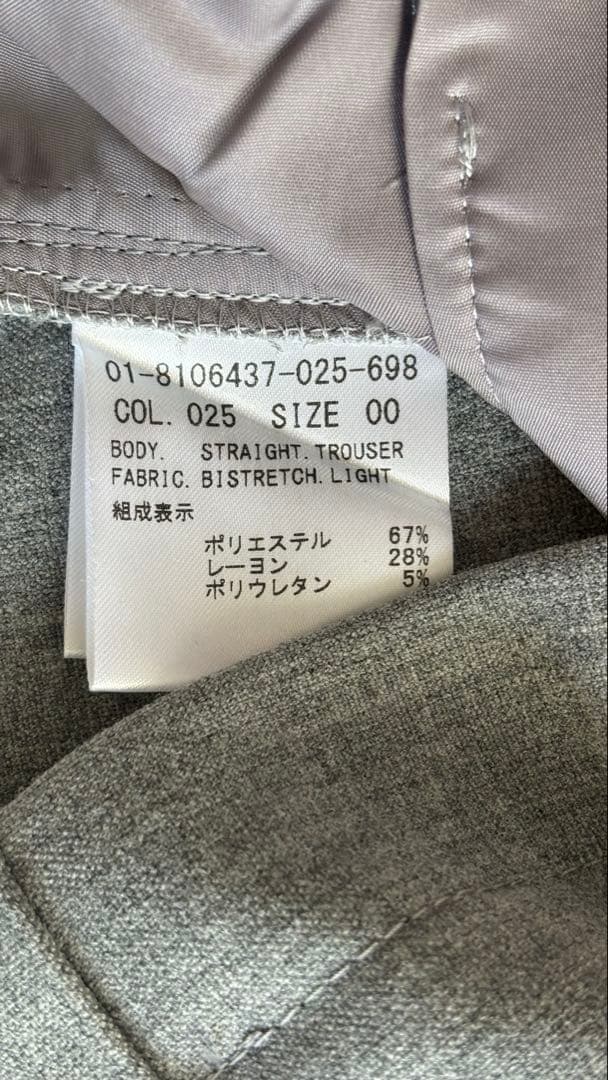 01-8106437-025-698
COL. 025 SIZE 00
BODY. STRAIGHT. TROUSER
FABRIC. BISTRETCH. LIGHT
組成表示
ポリエステル 67%
レーヨン 28%
ポリウレタン 5%